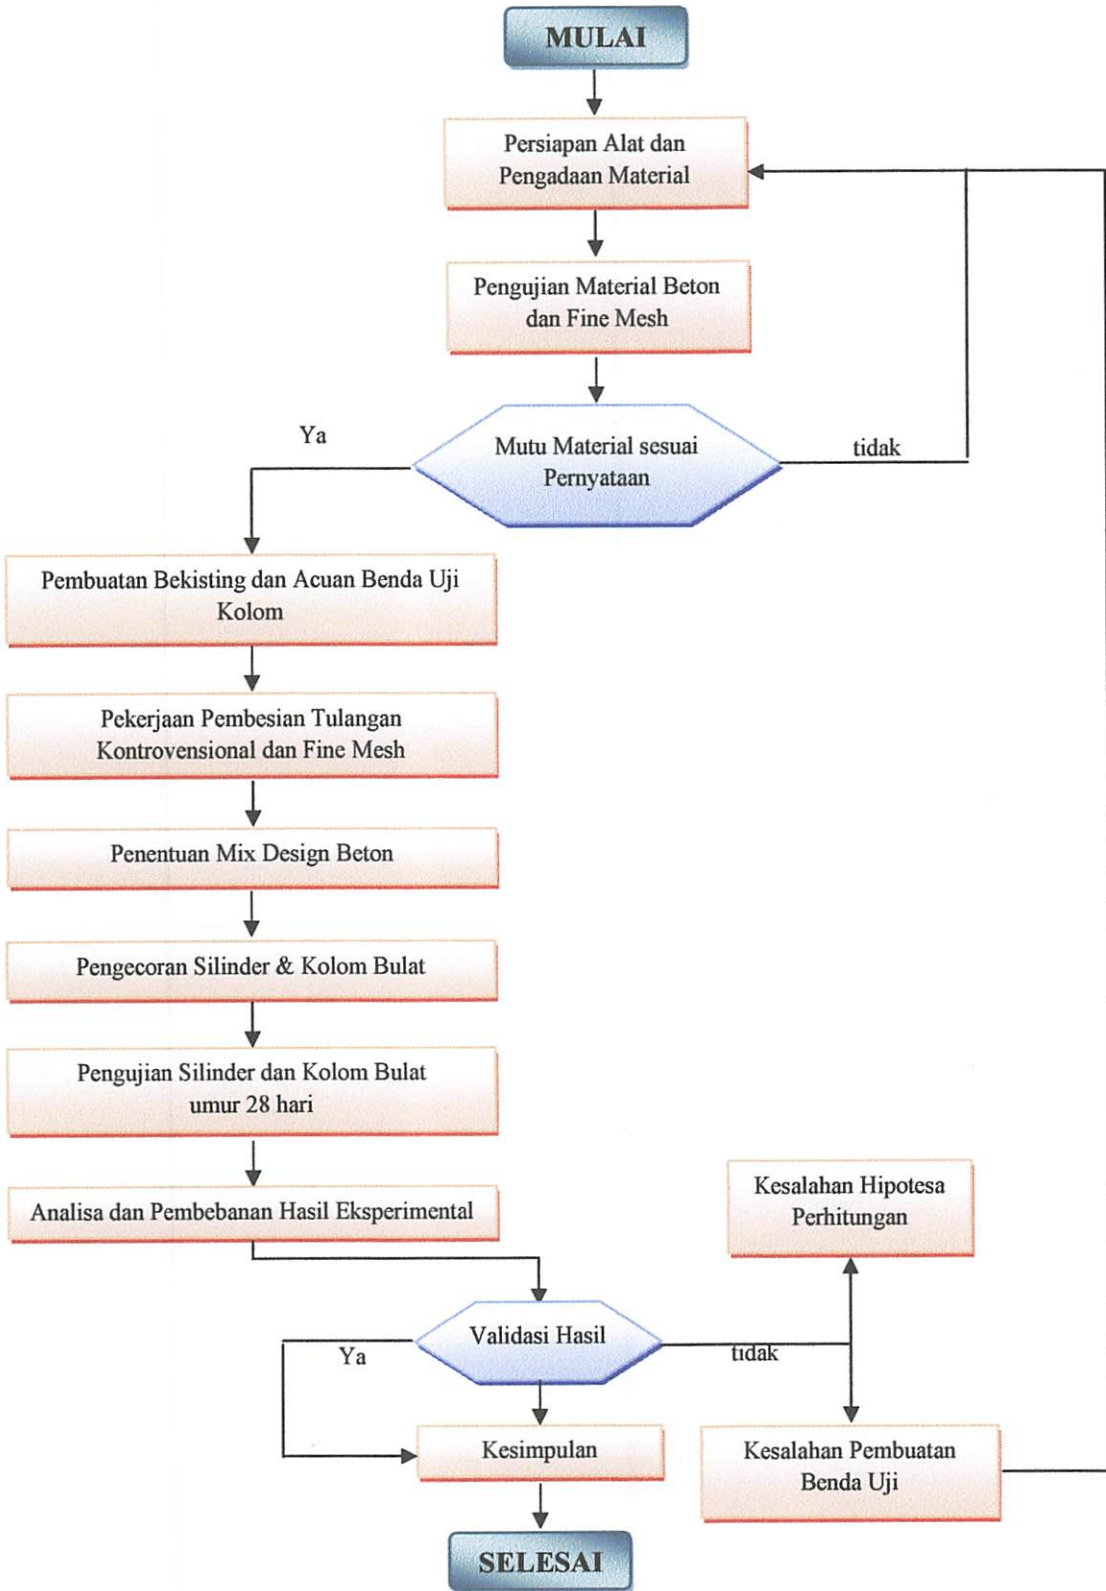 MULAI
Persiapan Alat dan
Pengadaan Material
Pengujian Material Beton
dan Fine Mesh
Mutu Material sesuai
Pernyataan
Ya
tidak
Pembuatan Bekisting dan Acuan Benda Uji
Kolom
Pekerjaan Pembesian Tulangan
Kontrovensional dan Fine Mesh
Penentuan Mix Design Beton
Pengecoran Silinder & Kolom Bulat
Pengujian Silinder dan Kolom Bulat
umur 28 hari
Analisa dan Pembebanan Hasil Eksperimental
Kesalahan Hipotesa
Perhitungan
Validasi Hasil
Ya
tidak
Kesimpulan
Kesalahan Pembuatan
Benda Uji
SELESAI